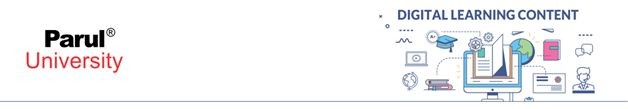 Parul®
University
DIGITAL LEARNING CONTENT
A+